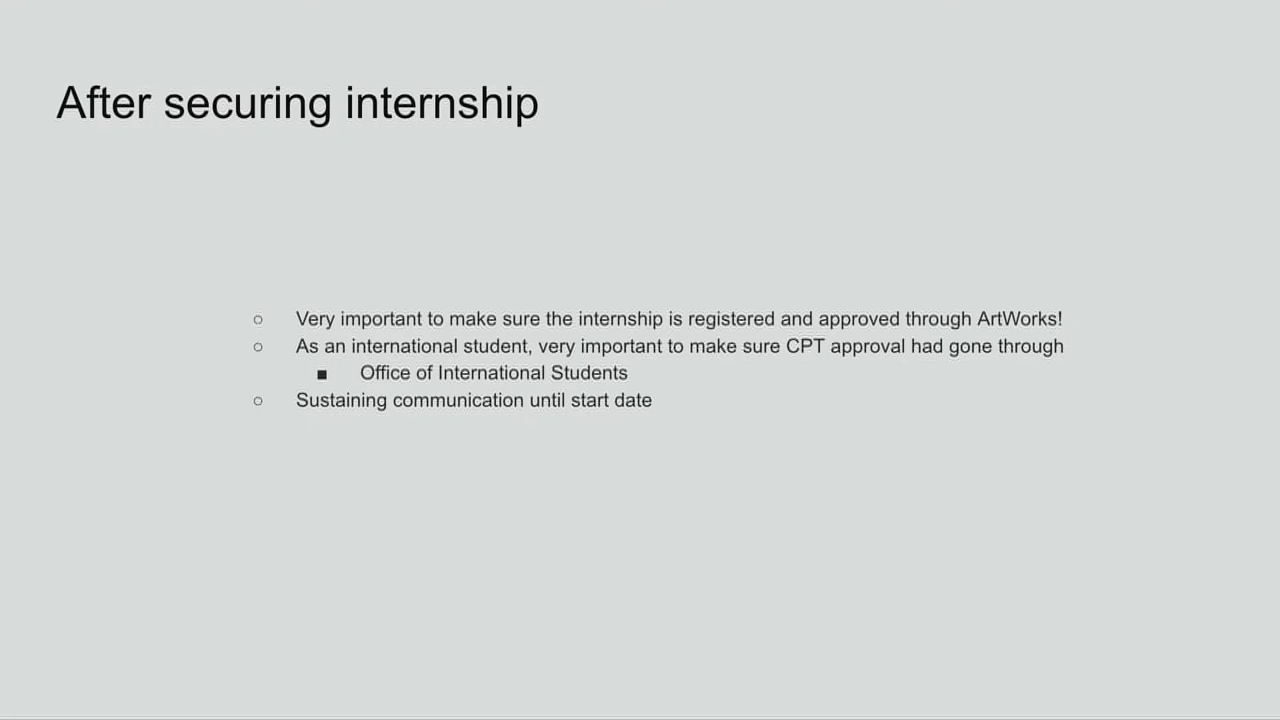 After securing internship
○ Very important to make sure the internship is registered and approved through ArtWorks!
○ As an international student, very important to make sure CPT approval had gone through
■ Office of International Students
○ Sustaining communication until start date